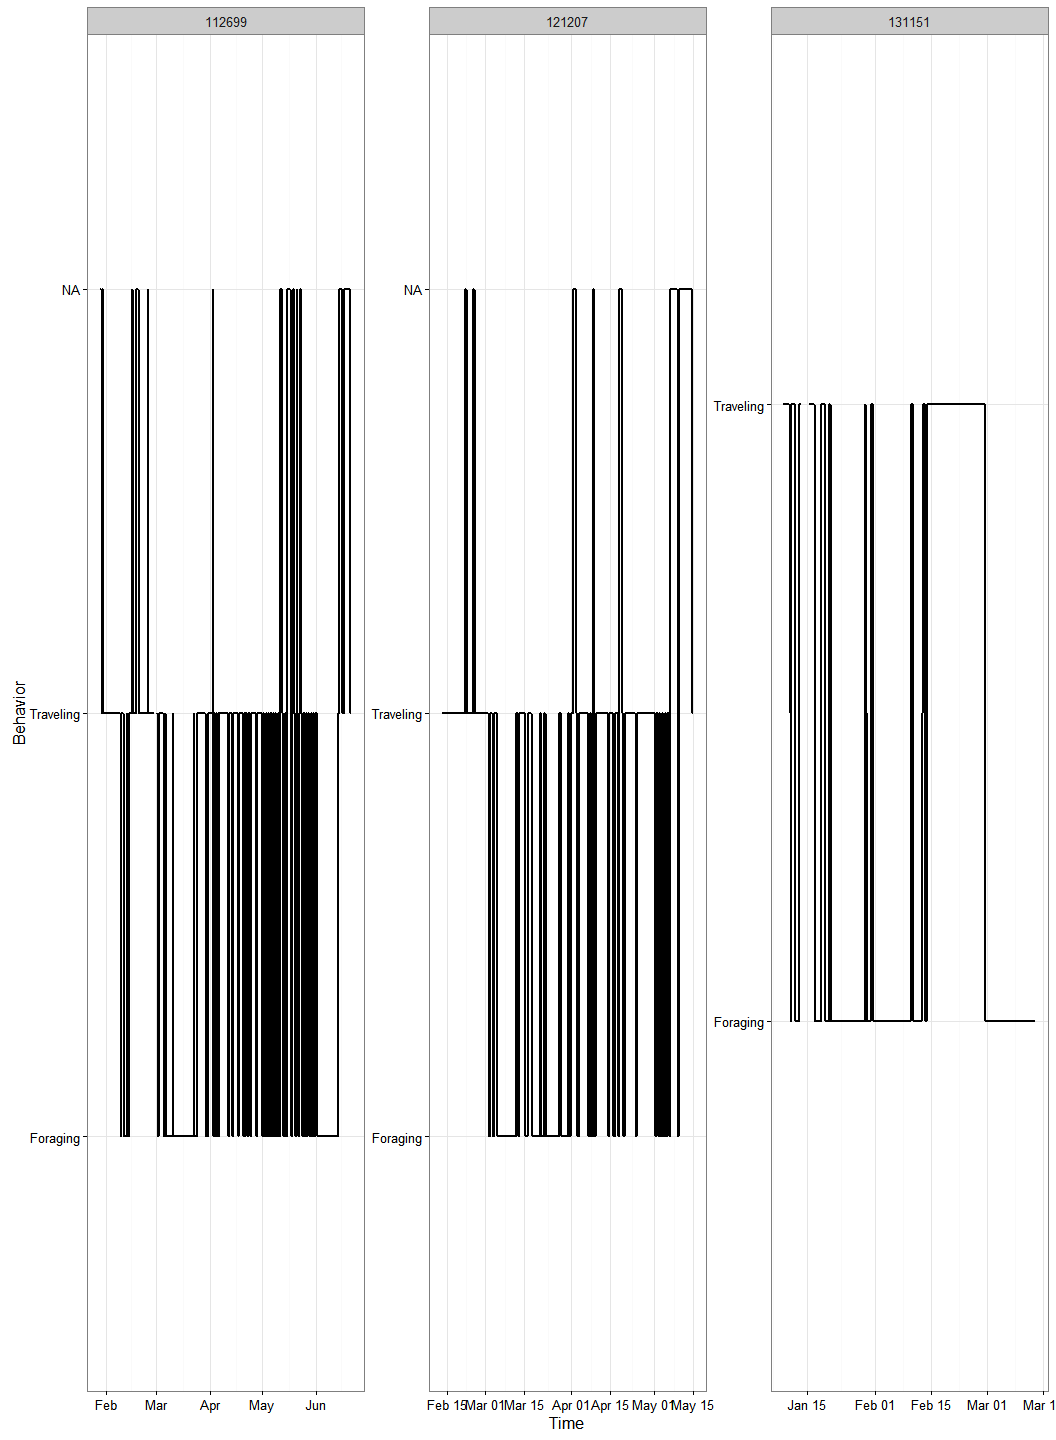 112699 121207 131151
NA NA
Traveling
Behavior
Traveling Traveling
Foraging
Foraging Foraging
Feb Mar Apr May Jun Feb 15 Mar 01 Mar 15 Apr 01 Apr 15 May 01 May 15 Jan 15 Feb 01 Feb 15 Mar 01 Mar 1
Time